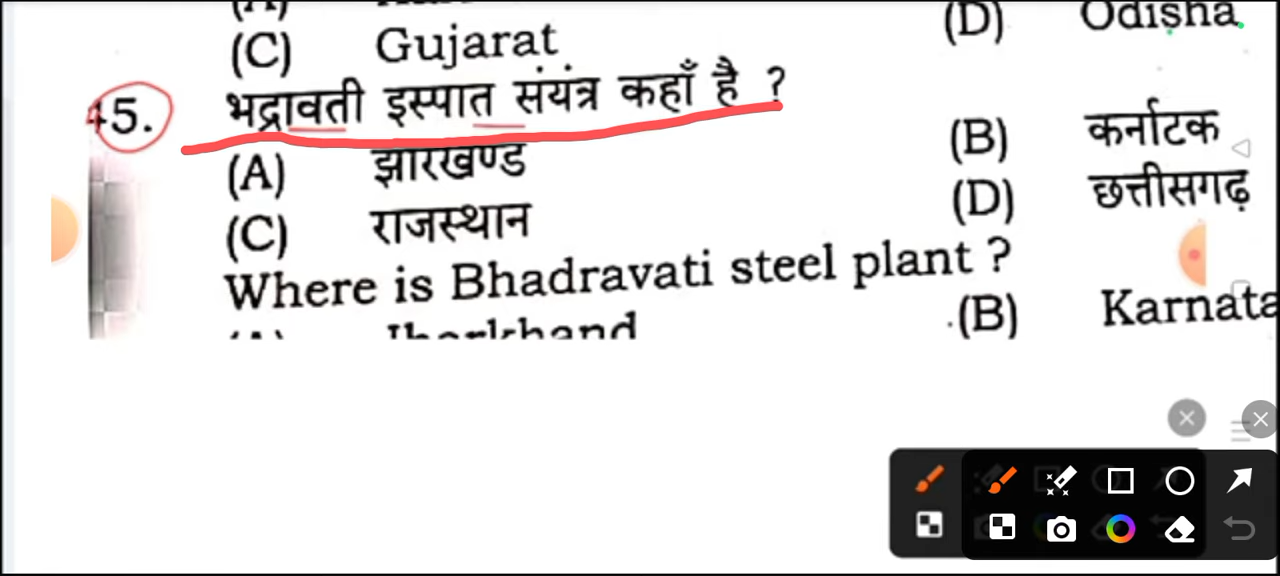 (C) Gujarat (D) Odisha
45. भद्रावती इस्पात संयंत्र कहाँ है ?
(A) झारखण्ड (B) कर्नाटक
(C) राजस्थान (D) छत्तीसगढ़
Where is Bhadravati steel plant ?
(A) Jharkhand (B) Karnata